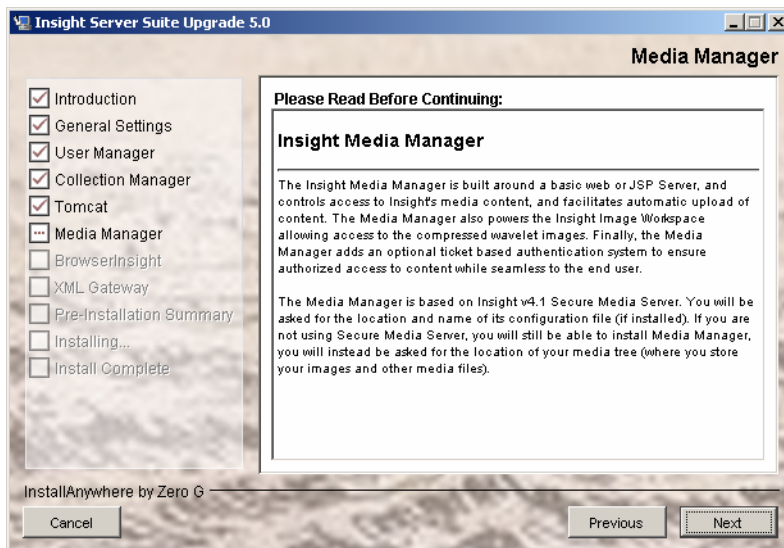 Insight Server Suite Upgrade 5.0
Media Manager
Introduction
General Settings
User Manager
Collection Manager
Tomcat
Media Manager
BrowserInsight
XML Gateway
Pre-Installation Summary
Installing...
Install Complete
Please Read Before Continuing:
Insight Media Manager
The Insight Media Manager is built around a basic web or JSP Server, and
controls access to Insight's media content, and facilitates automatic upload of
content. The Media Manager also powers the Insight Image Workspace
allowing access to the compressed wavelet images. Finally, the Media
Manager adds an optional ticket based authentication system to ensure
authorized access to content while seamless to the end user.
The Media Manager is based on Insight v4.1 Secure Media Server. You will be
asked for the location and name of its configuration file (if installed). If you are
not using Secure Media Server, you will still be able to install Media Manager,
you will instead be asked for the location of your media tree (where you store
your images and other media files).
InstallAnywhere by Zero G
Cancel
Previous
Next